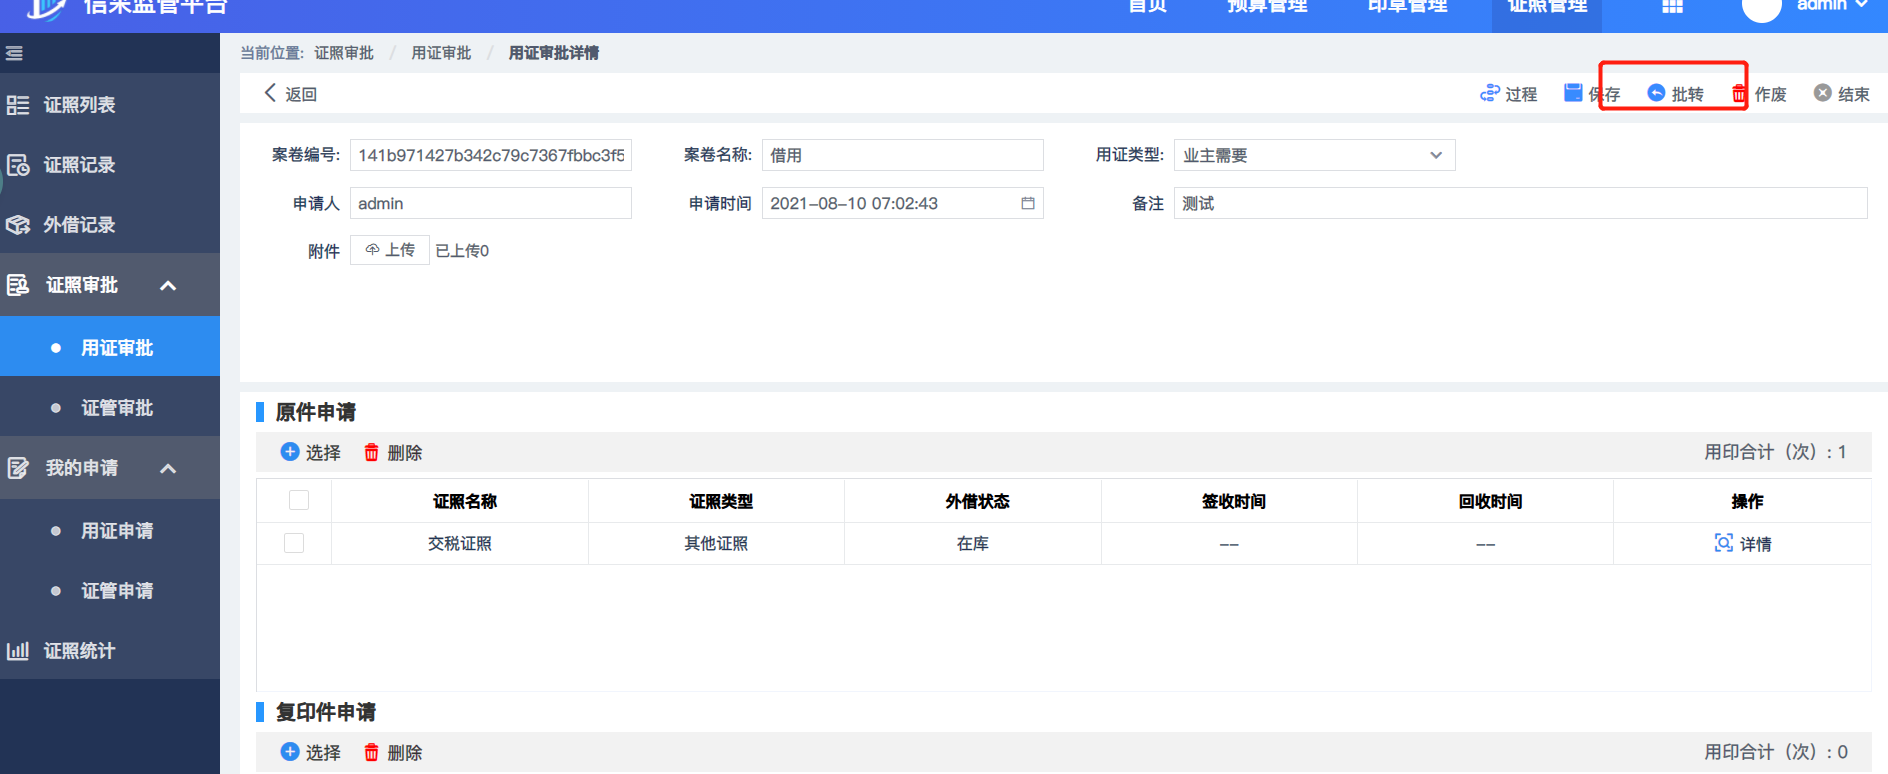 信采监管平台
首页 预算管理 印章管理 证照管理 admin
当前位置: 证照审批 / 用证审批 / 用证审批详情
返回 过程 保存 批转 作废 结束
证照列表
证照记录
外借记录
证照审批
用证审批
证管审批
我的申请
用证申请
证管申请
证照统计
案卷编号: 141b971427b342c79c7367fbbc3f5 案卷名称: 借用 用证类型: 业主需要
申请人 admin 申请时间 2021-08-10 07:02:43 备注 测试
附件 上传 已上传0
原件申请
选择 删除 用印合计（次）: 1
证照名称 证照类型 外借状态 签收时间 回收时间 操作
交税证照 其他证照 在库 -- -- 详情
复印件申请
选择 删除 用印合计（次）: 0